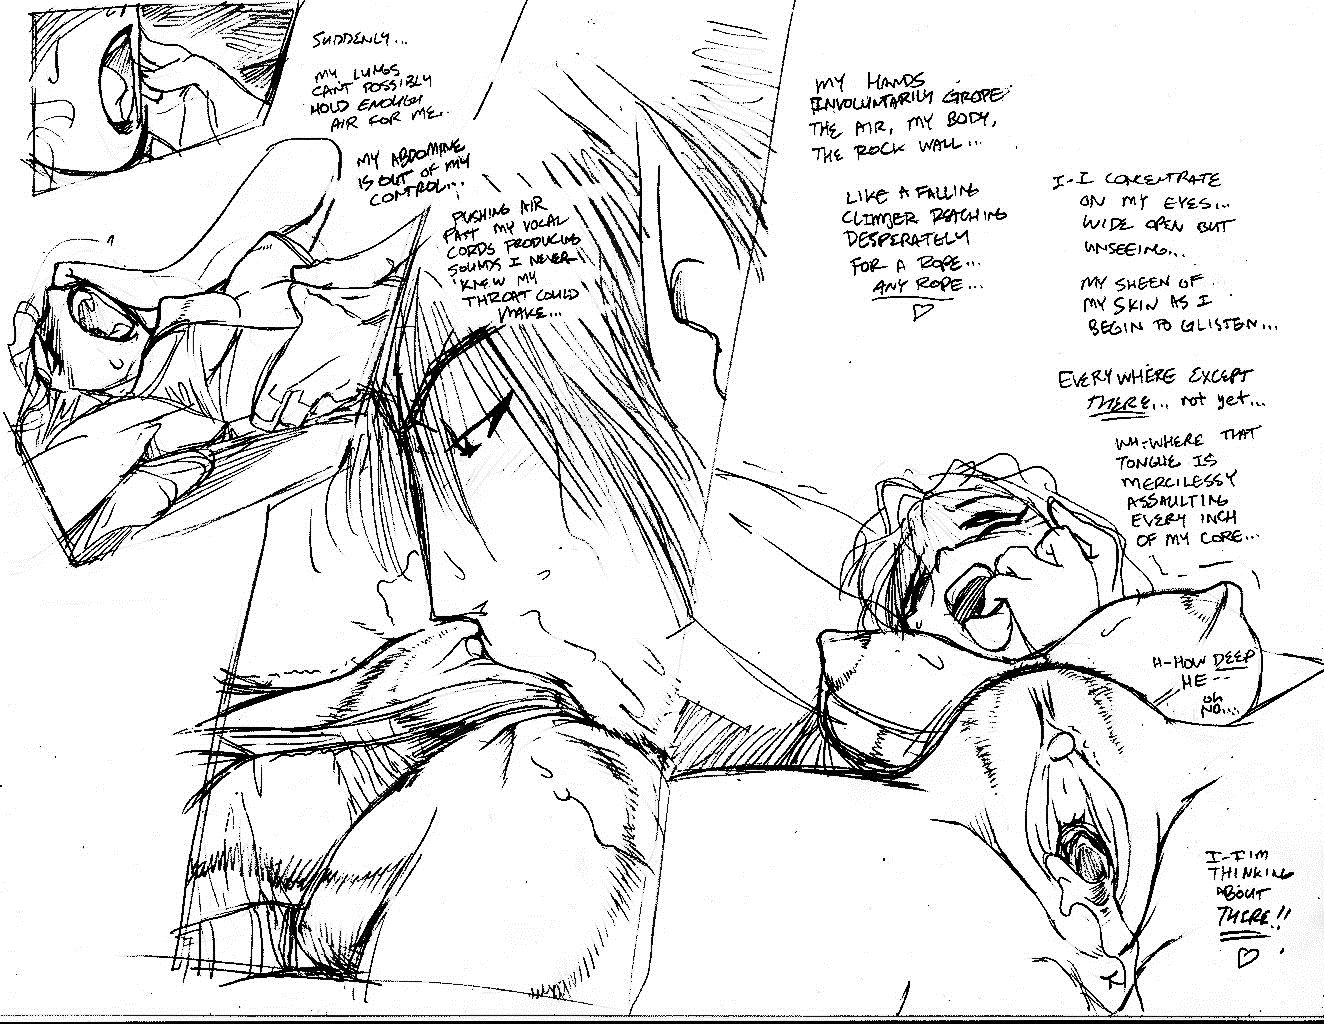 SUDDENLY...
MY LUNGS
CAN'T POSSIBLY
HOLD ENOUGH
AIR FOR ME..
MY ABDOMINE
IS OUT OF MY
CONTROL...
PUSHING AIR
PAST MY VOCAL
CORDS PRODUCING
SOUNDS I NEVER
KNEW MY
THROAT COULD
MAKE...
MY HANDS
INVOLUNTARILY GROPE
THE AIR, MY BODY,
THE ROCK WALL...
LIKE A FALLING
CLIMBER REACHING
DESPERATELY
FOR A ROPE...
ANY ROPE...
I-I CONCENTRATE
ON MY EYES...
WIDE OPEN BUT
UNSEEING...
MY SHEEN OF
MY SKIN AS I
BEGIN TO GLISTEN...
EVERYWHERE EXCEPT
THERE... not yet...
WH-WHERE THAT
TONGUE IS
MERCILESSY
ASSAULTING
EVERY INCH
OF MY CORE...
H-HOW DEEP
HE--
oh
NO...
I-I'IM
THINKING
ABOUT
THERE!!